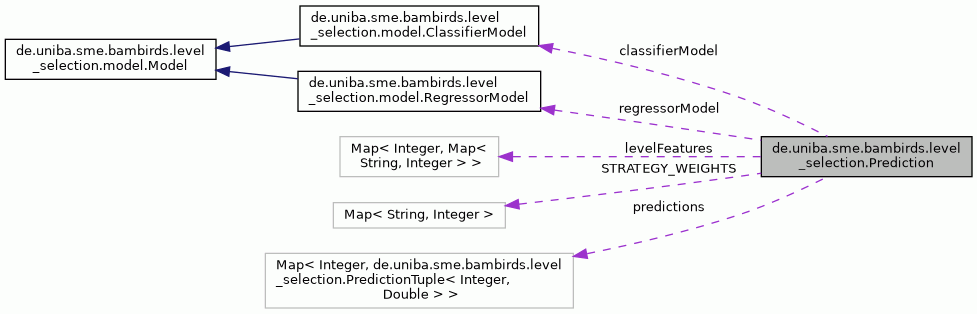 de.uniba.sme.bambirds.level
_selection.model.ClassifierModel
de.uniba.sme.bambirds.level
_selection.model.Model
classifierModel
de.uniba.sme.bambirds.level
_selection.model.RegressorModel
regressorModel
Map< Integer, Map<
String, Integer > >
levelFeatures
de.uniba.sme.bambirds.level
_selection.Prediction
STRATEGY_WEIGHTS
Map< String, Integer >
predictions
Map< Integer, de.uniba.sme.bambirds.level
_selection.PredictionTuple< Integer,
Double > >